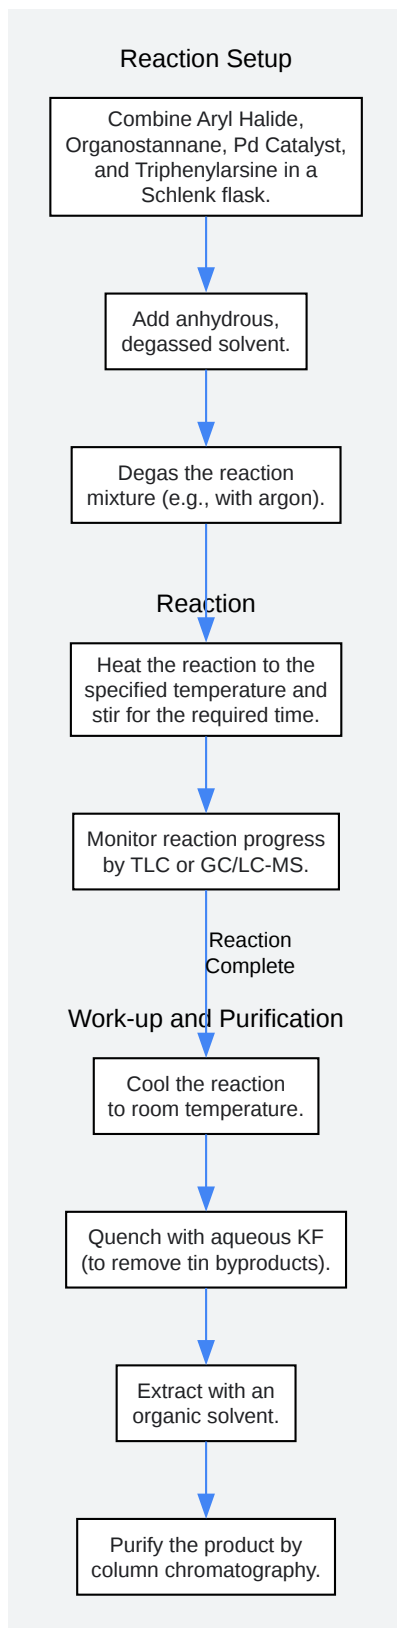 Reaction Setup
Combine Aryl Halide,
Organostannane, Pd Catalyst,
and Triphenylarsine in a
Schlenk flask.
Add anhydrous,
degassed solvent.
Degas the reaction
mixture (e.g., with argon).
Reaction
Heat the reaction to the
specified temperature and
stir for the required time.
Monitor reaction progress
by TLC or GC/LC-MS.
Reaction
Complete
Work-up and Purification
Cool the reaction
to room temperature.
Quench with aqueous KF
(to remove tin byproducts).
Extract with an
organic solvent.
Purify the product by
column chromatography.